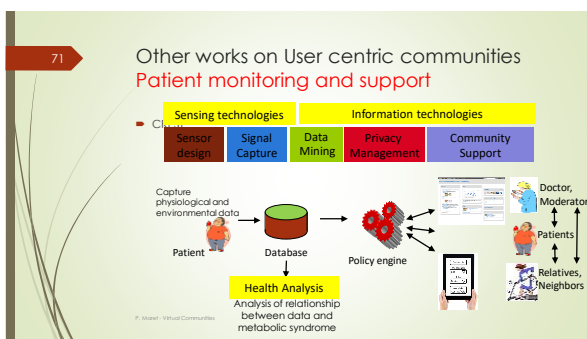 71
Other works on User centric communities
Patient monitoring and support
Sensing technologies
Information technologies
Sensor design
Signal Capture
Data Mining
Privacy Management
Community Support
Capture
physiological and
environmental data
Patient
Database
Policy engine
Doctor,
Moderator
Patients
Relatives,
Neighbors
Health Analysis
Analysis of relationship
between data and
metabolic syndrome
P. Maret - Virtual Communities